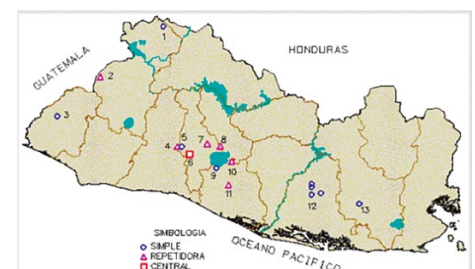 1
HONDURAS
GUATEMALA
2
3
4
5
6
7
8
9
10
11
12
13
SIMBOLOGIA
SIMPLE
REPETIDORA
CENTRAL
OCEANO PACIFICO